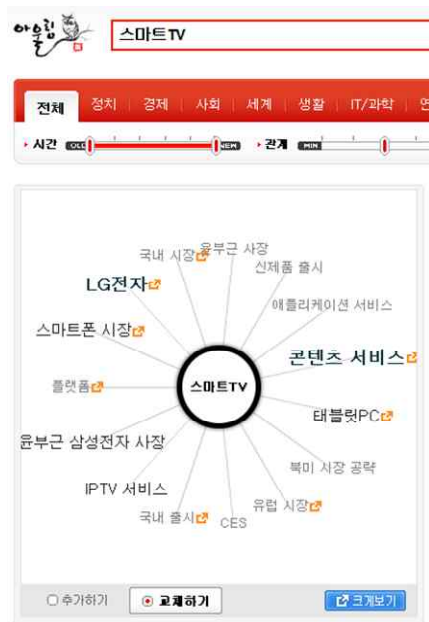 아울림
스마트TV
전체 정치 경제 사회 세계 생활 IT/과학 연
시간 OLD NEW 관계 MIN
국내 시장
윤부근 사장
신제품 출시
LG전자
애플리케이션 서비스
스마트폰 시장
콘텐츠 서비스
플랫폼
스마트TV
태블릿PC
윤부근 삼성전자 사장
북미 시장 공략
IPTV 서비스
유럽 시장
국내 출시
CES
추가하기 교체하기 크게보기